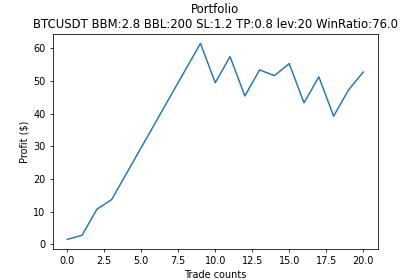 Portfolio
BTCUSDT BBM:2.8 BBL:200 SL:1.2 TP:0.8 lev:20 WinRatio:76.0
60
50
40
30
20
10
0
Profit ($)
0.0 2.5 5.0 7.5 10.0 12.5 15.0 17.5 20.0
Trade counts